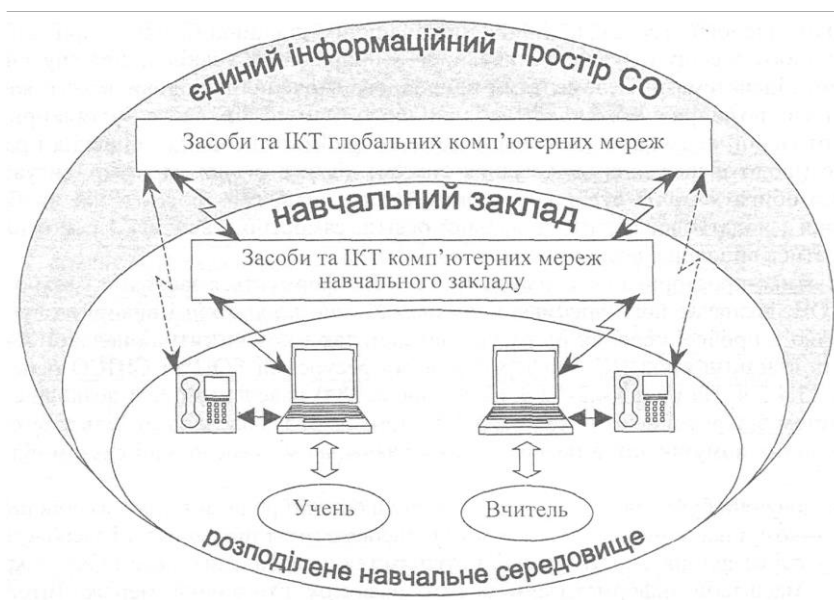 єдиний інформаційний простір СО
Засоби та ІКТ глобальних комп’ютерних мереж
навчальний заклад
Засоби та ІКТ комп’ютерних мереж
навчального закладу
Учень
Вчитель
розподілене навчальне середовище